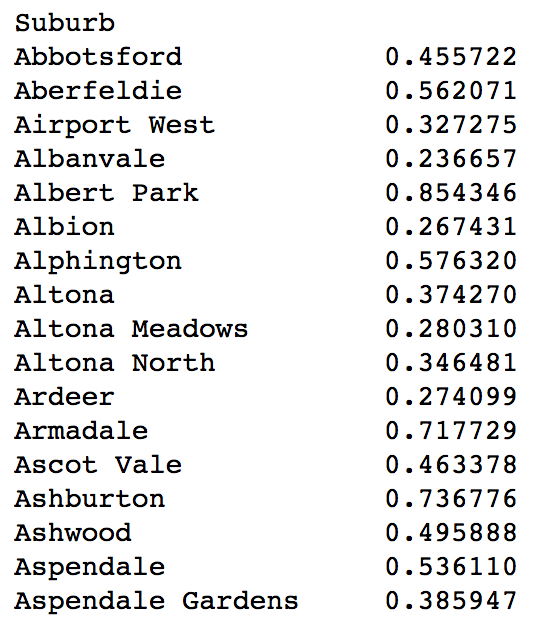 Suburb
Abbotsford 0.455722
Aberfeldie 0.562071
Airport West 0.327275
Albanvale 0.236657
Albert Park 0.854346
Albion 0.267431
Alphington 0.576320
Altona 0.374270
Altona Meadows 0.280310
Altona North 0.346481
Ardeer 0.274099
Armadale 0.717729
Ascot Vale 0.463378
Ashburton 0.736776
Ashwood 0.495888
Aspendale 0.536110
Aspendale Gardens 0.385947